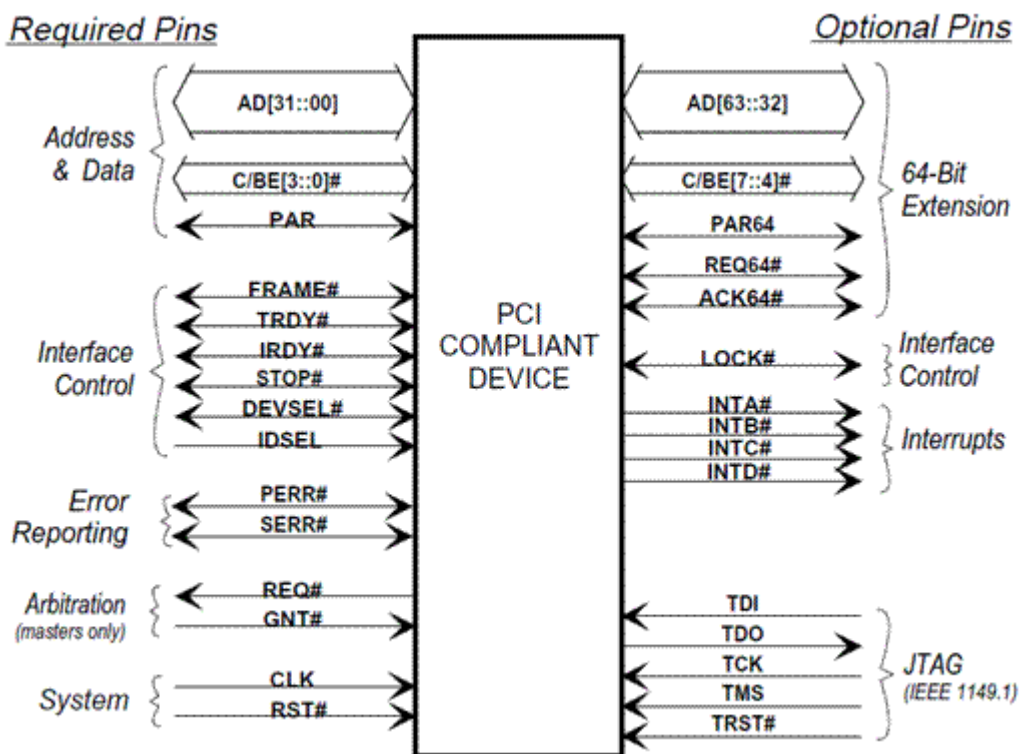 Required Pins
Optional Pins
Address
& Data
AD[31::00]
C/BE[3::0]#
PAR
Interface
Control
FRAME#
TRDY#
IRDY#
STOP#
DEVSEL#
IDSEL
Error
Reporting
PERR#
SERR#
Arbitration
(masters only)
REQ#
GNT#
System
CLK
RST#
PCI
COMPLIANT
DEVICE
AD[63::32]
C/BE[7::4]#
PAR64
REQ64#
ACK64#
64-Bit
Extension
LOCK#
Interface
Control
INTA#
INTB#
INTC#
INTD#
Interrupts
TDI
TDO
TCK
TMS
TRST#
JTAG
(IEEE 1149.1)